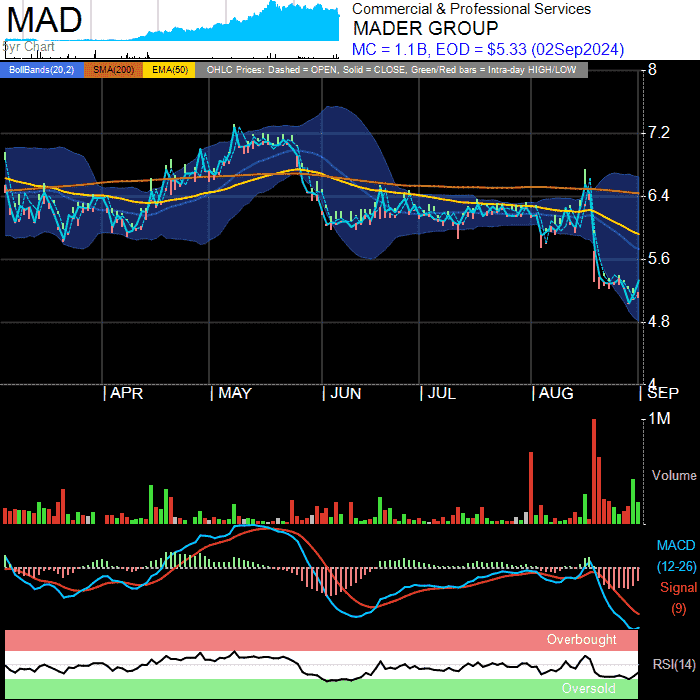 MAD
5yr Chart
Commercial & Professional Services
MADER GROUP
MC = 1.1B, EOD = $5.33 (02Sep2024)
BollBands(20,2) SMA(200) EMA(50) OHLC Prices: Dashed = OPEN, Solid = CLOSE, Green/Red bars = Intra-day HIGH/LOW
8
7.2
6.4
5.6
4.8
4
APR MAY JUN JUL AUG SEP
1M
Volume
MACD
(12-26)
Signal
(9)
Overbought
RSI(14)
Oversold